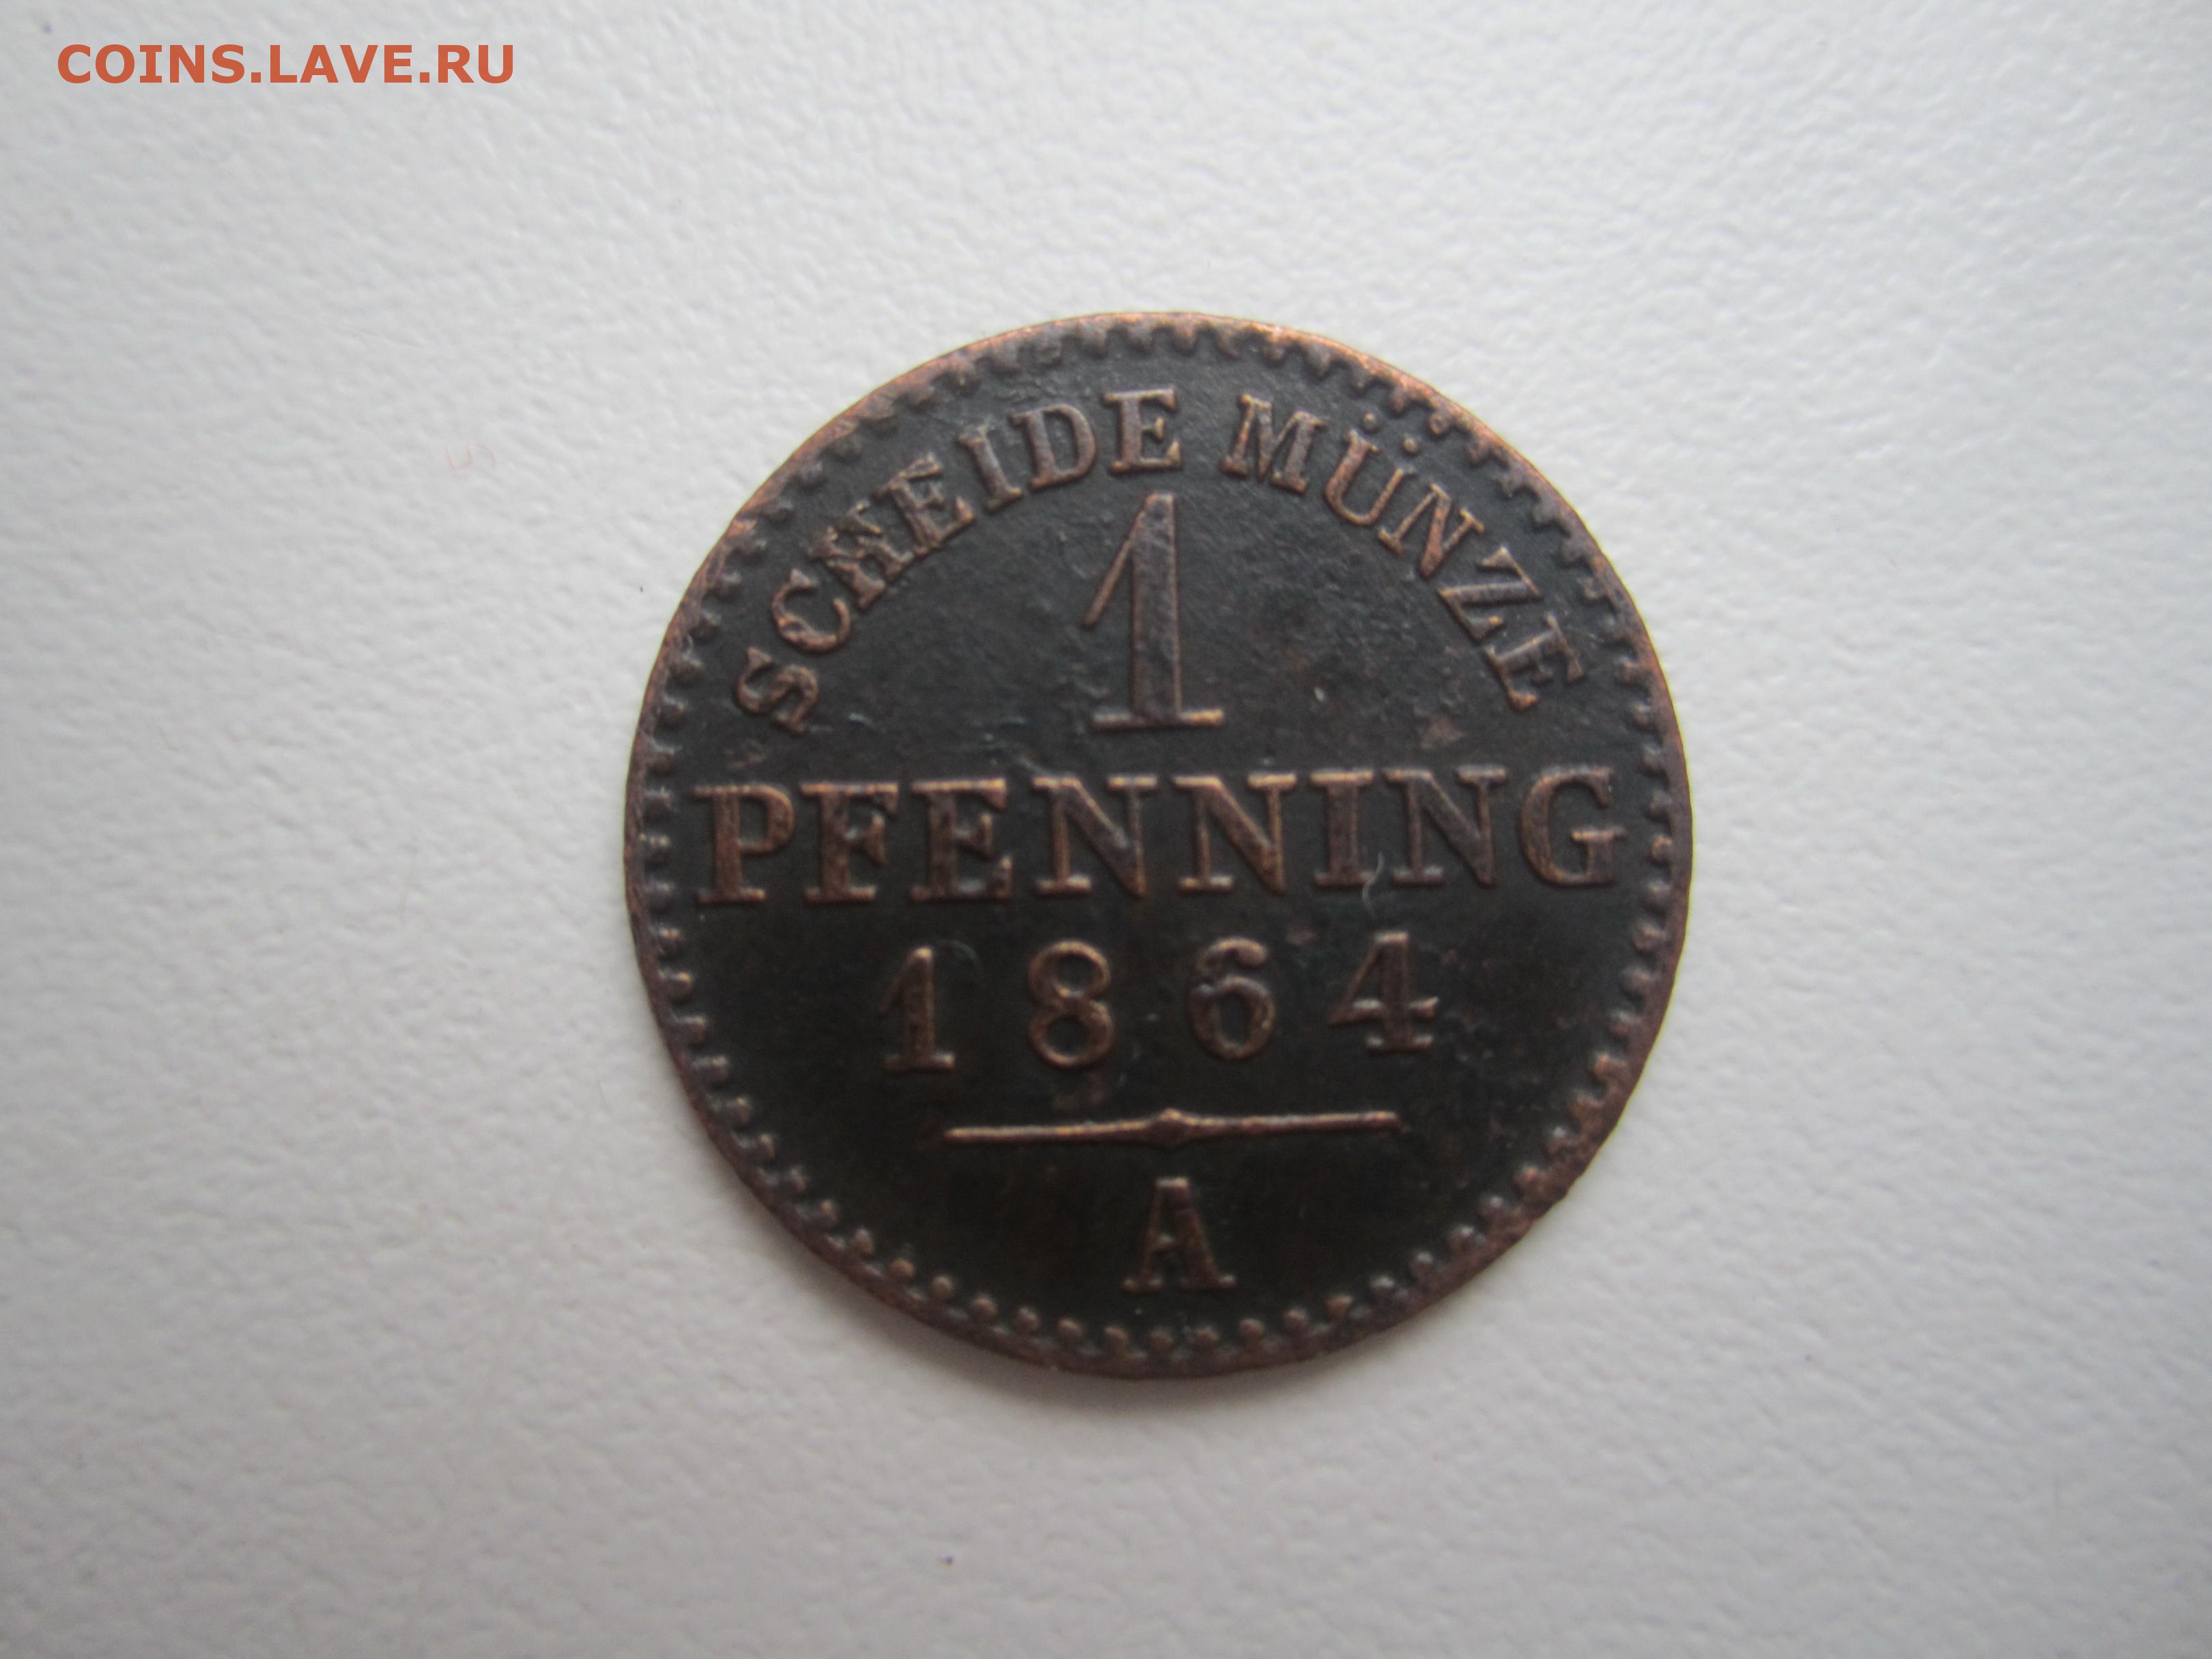 COINS.LAVE.RU
SCHEIDE MÜNZE
1
PFENNING
1864
A